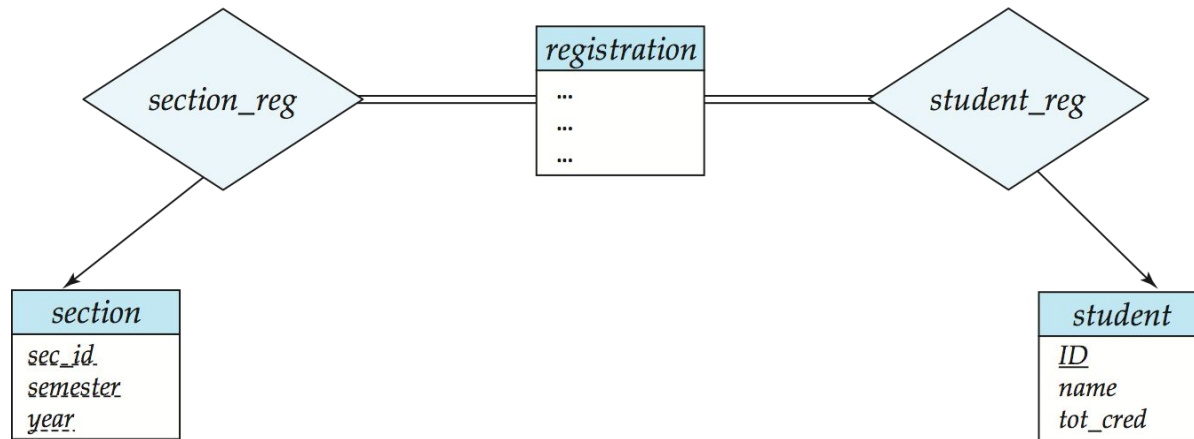 registration
...
...
...
section_reg
student_reg
section
sec_id
semester
year
student
ID
name
tot_cred